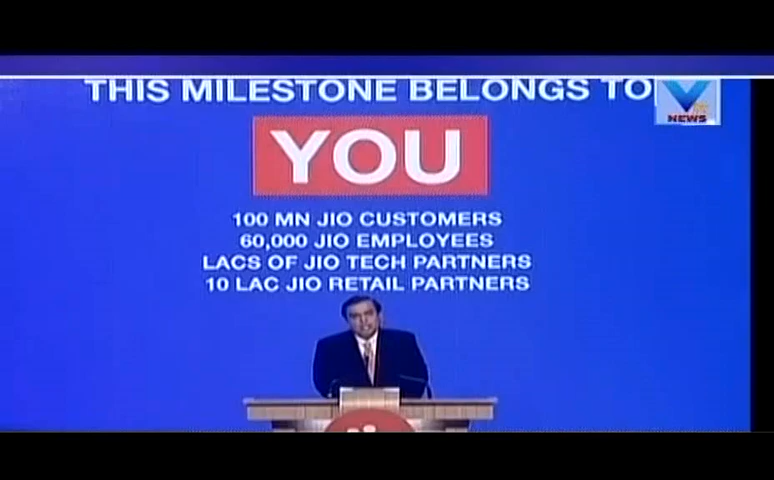 THIS MILESTONE BELONGS TO
YOU
100 MN JIO CUSTOMERS
60,000 JIO EMPLOYEES
LACS OF JIO TECH PARTNERS
10 LAC JIO RETAIL PARTNERS
NEWS